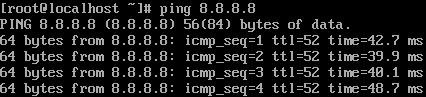 [root@localhost ~]# ping 8.8.8.8
PING 8.8.8.8 (8.8.8.8) 56(84) bytes of data.
64 bytes from 8.8.8.8: icmp_seq=1 ttl=52 time=42.7 ms
64 bytes from 8.8.8.8: icmp_seq=2 ttl=52 time=39.9 ms
64 bytes from 8.8.8.8: icmp_seq=3 ttl=52 time=40.1 ms
64 bytes from 8.8.8.8: icmp_seq=4 ttl=52 time=48.7 ms